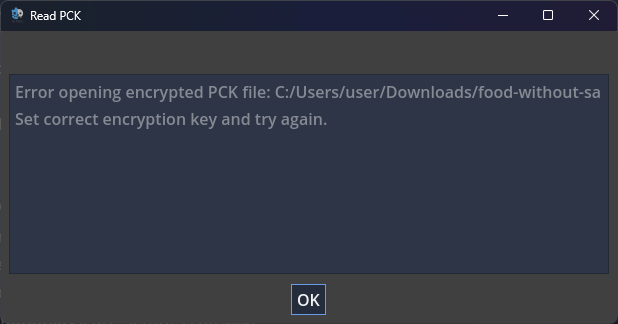 Read PCK
Error opening encrypted PCK file: C:/Users/user/Downloads/food-without-sa
Set correct encryption key and try again.
OK